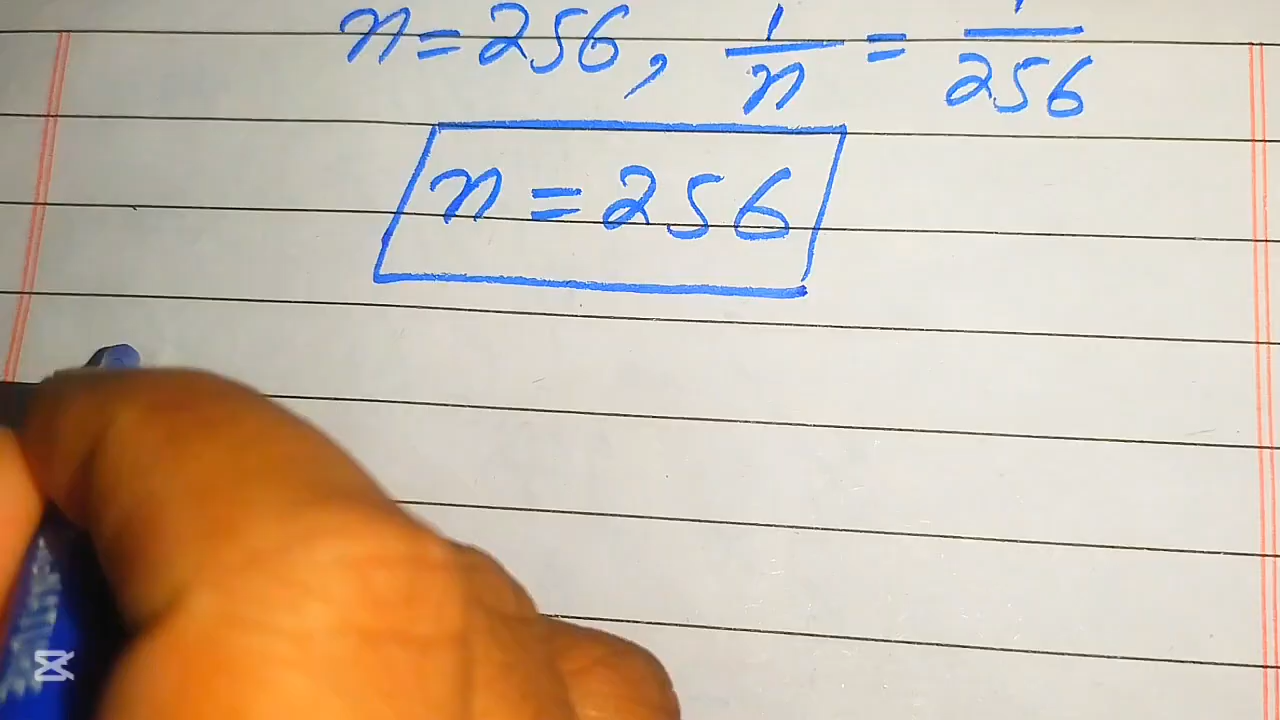 n=256, 1/n = 1/256
n = 256